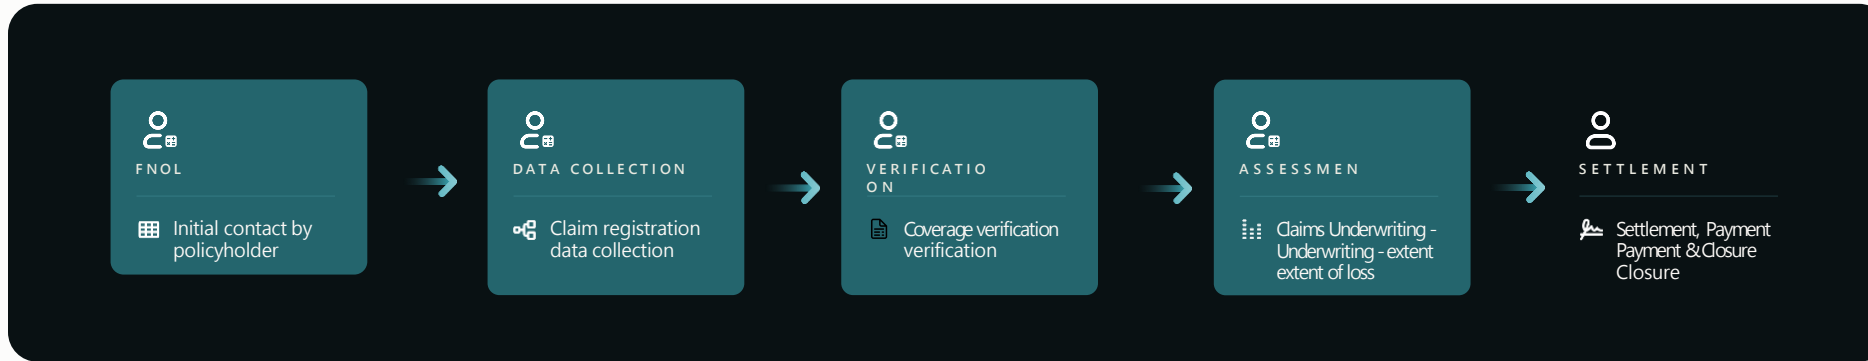 FNOL
Initial contact by
policyholder
DATA COLLECTION
Claim registration
data collection
VERIFICATIO
ON
Coverage verification
verification
ASSESSMEN
Claims Underwriting -
Underwriting - extent
extent of loss
SETTLEMENT
Settlement, Payment
Payment & Closure
Closure